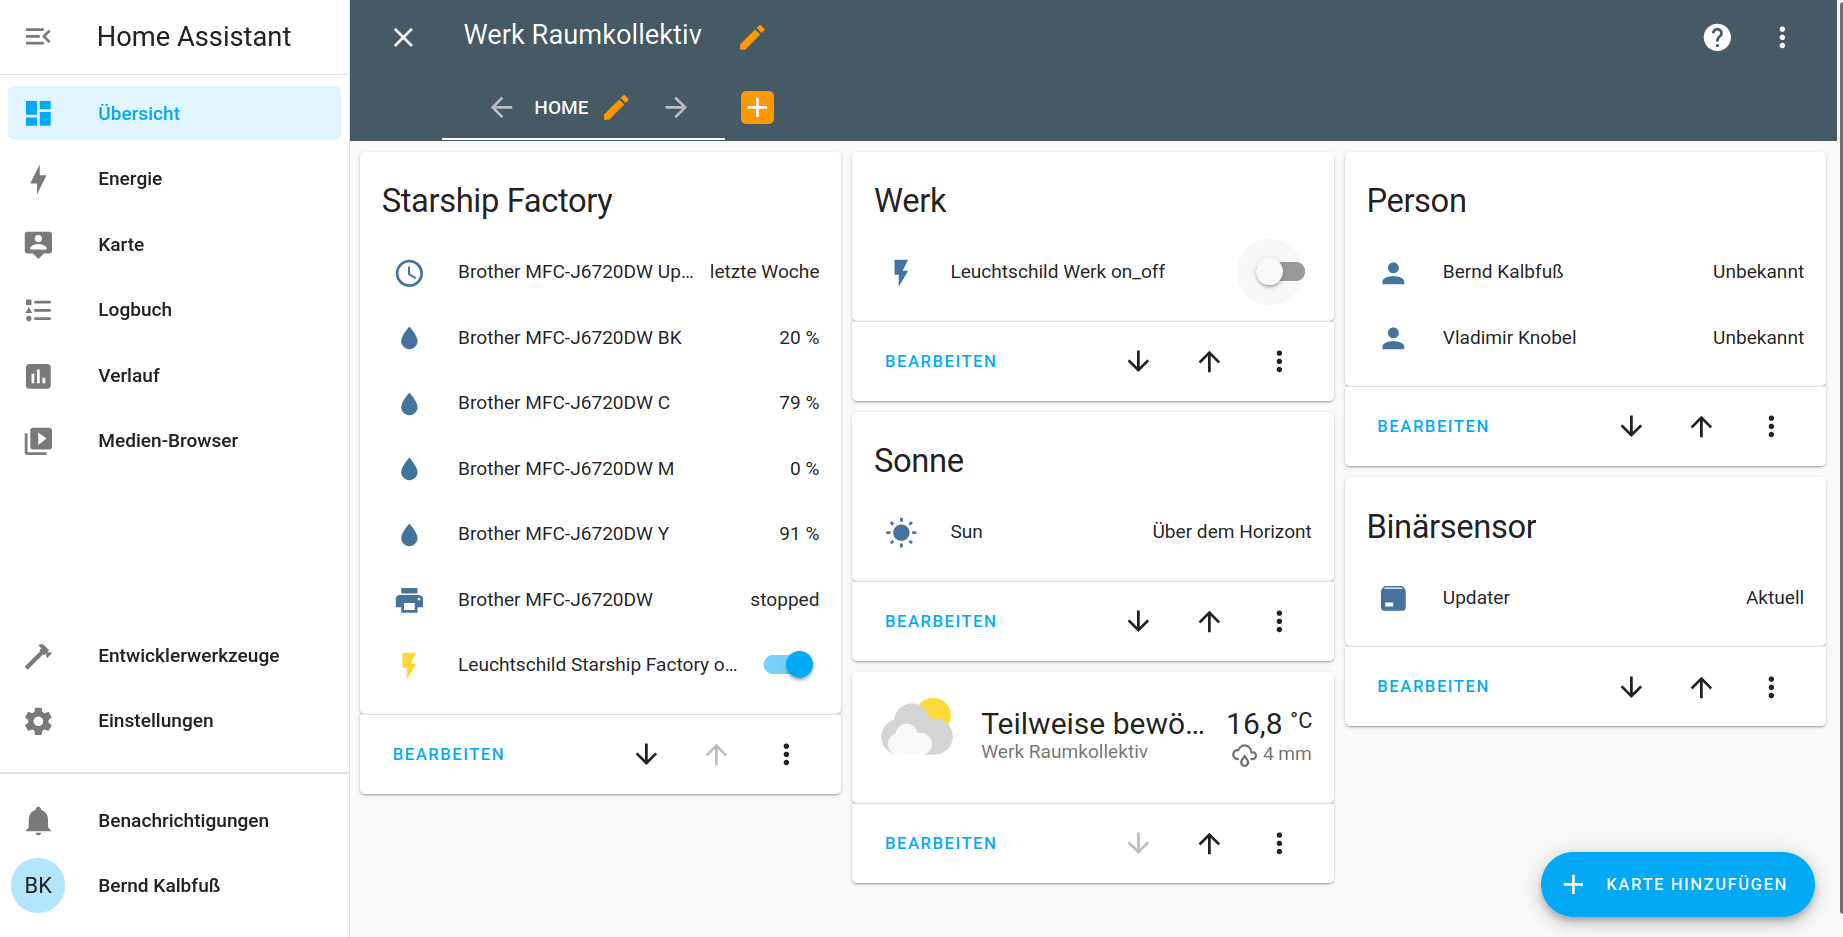 Home Assistant
Übersicht
Energie
Karte
Logbuch
Verlauf
Medien-Browser
Entwicklerwerkzeuge
Einstellungen
Benachrichtigungen
BK Bernd Kalbfuß
Werk Raumkollektiv
HOME
Starship Factory
Brother MFC-J6720DW Up... letzte Woche
Brother MFC-J6720DW BK 20 %
Brother MFC-J6720DW C 79 %
Brother MFC-J6720DW M 0 %
Brother MFC-J6720DW Y 91 %
Brother MFC-J6720DW stopped
Leuchtschild Starship Factory o...
BEARBEITEN
Werk
Leuchtschild Werk on_off
BEARBEITEN
Sonne
Sun Über dem Horizont
BEARBEITEN
Teilweise bewö... 16,8 °C
Werk Raumkollektiv 4 mm
BEARBEITEN
Person
Bernd Kalbfuß Unbekannt
Vladimir Knobel Unbekannt
BEARBEITEN
Binärsensor
Updater Aktuell
BEARBEITEN
KARTE HINZUFÜGEN